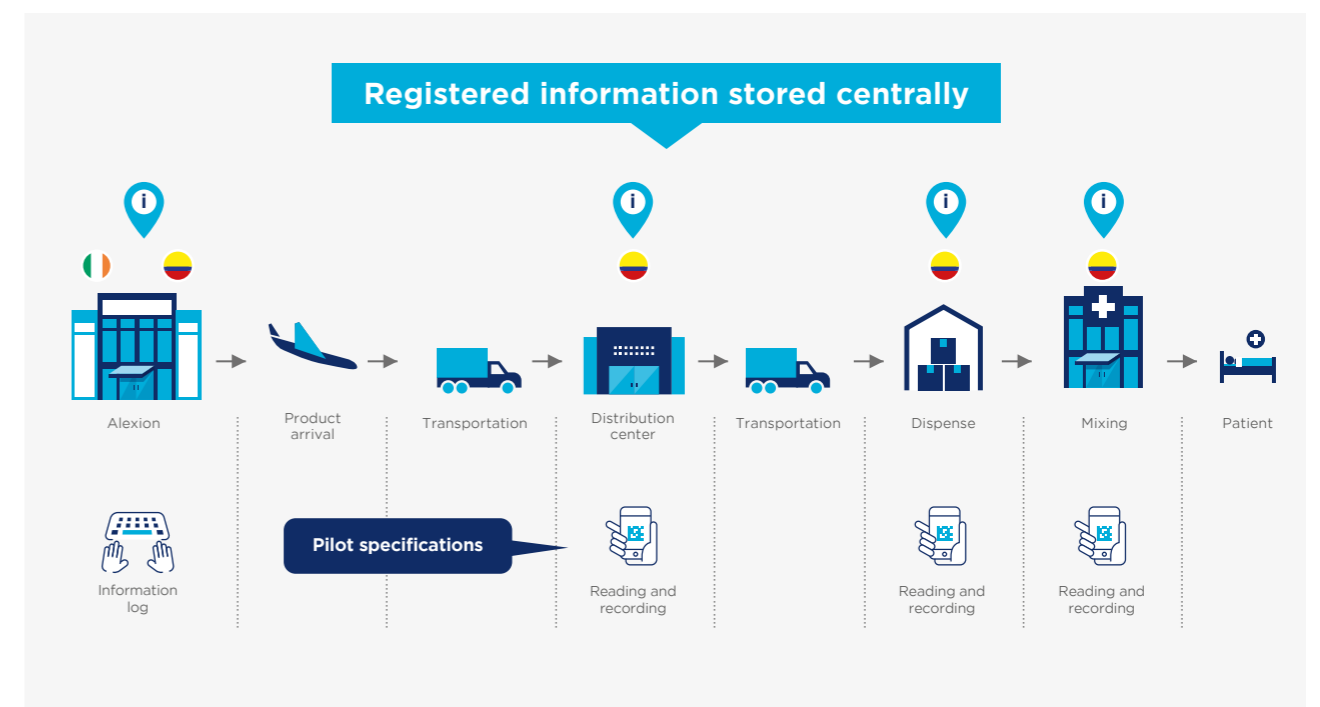 Registered information stored centrally
i
i
i
i
Alexion
Product
arrival
Transportation
Distribution
center
Transportation
Dispense
Mixing
Patient
Pilot specifications
Information
log
Reading and
recording
Reading and
recording
Reading and
recording